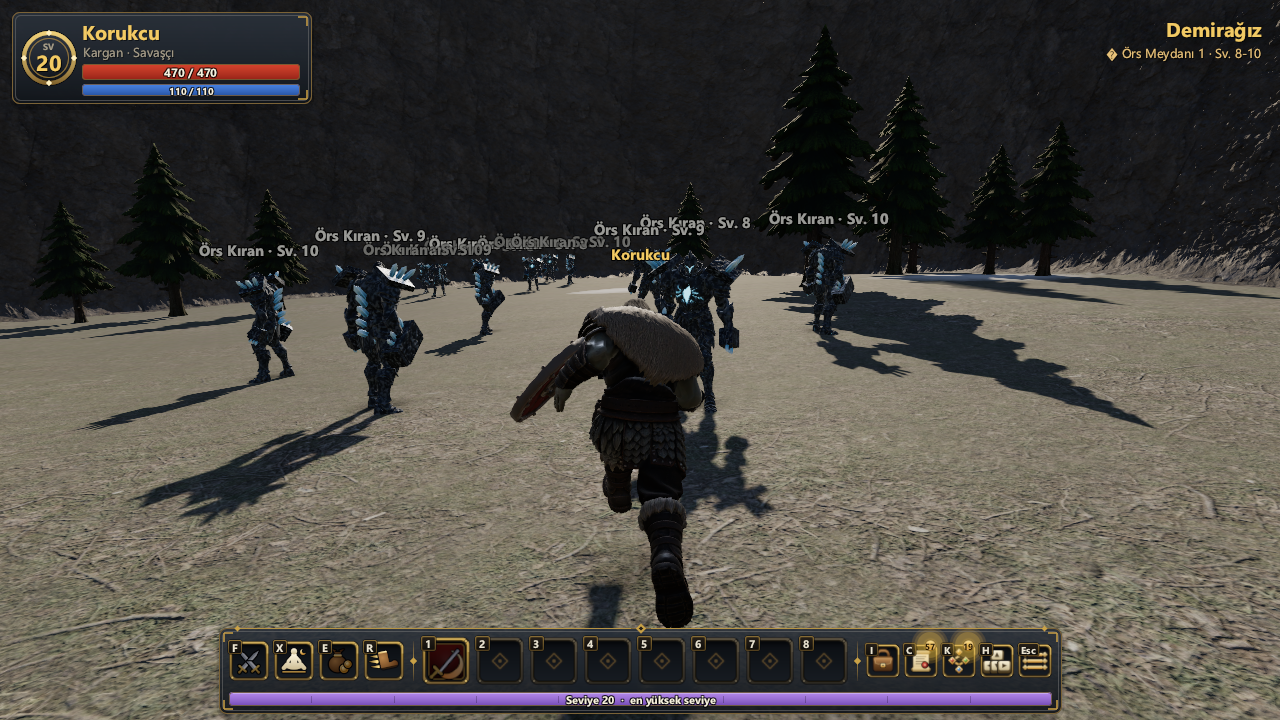 SV
20
Korukcu
Kargan · Savaşçı
470 / 470
110 / 110
Demirağız
Örs Meydanı 1 · Sv. 8-10
Örs Kıran · Sv. 10
Örs Kıran · Sv. 9
Örs Kıran · Sv. 9
Örs Kıran · Sv. 8
Örs Kıran · Sv. 10
Korukcu
F
X
E
R
1
2
3
4
5
6
7
8
I
C
57
K
19
H
Esc
Seviye 20 · en yüksek seviye